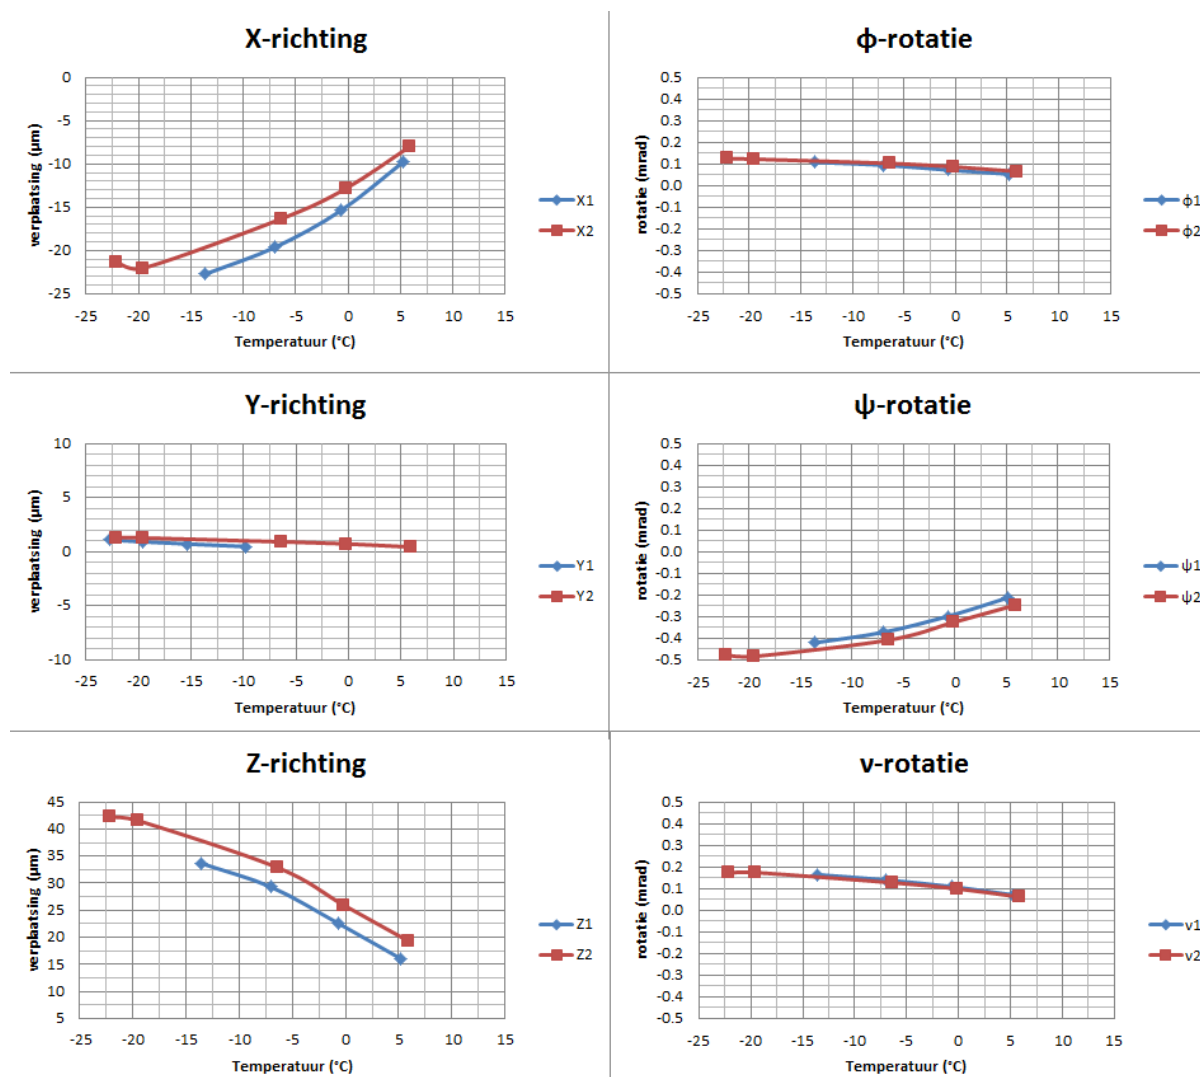 X-richting
verplaatsing (µm)
0
-5
-10
-15
-20
-25
-25 -20 -15 -10 -5 0 5 10 15
Temperatuur (°C)
X1
X2
ϕ-rotatie
rotatie (mrad)
0.5
0.4
0.3
0.2
0.1
0.0
-0.1
-0.2
-0.3
-0.4
-0.5
-25 -20 -15 -10 -5 0 5 10 15
Temperatuur (°C)
ϕ1
ϕ2
Y-richting
verplaatsing (µm)
10
5
0
-5
-10
-25 -20 -15 -10 -5 0 5 10 15
Temperatuur (°C)
Y1
Y2
ψ-rotatie
rotatie (mrad)
0.5
0.4
0.3
0.2
0.1
0.0
-0.1
-0.2
-0.3
-0.4
-0.5
-25 -20 -15 -10 -5 0 5 10 15
Temperatuur (°C)
ψ1
ψ2
Z-richting
verplaatsing (µm)
45
40
35
30
25
20
15
10
5
-25 -20 -15 -10 -5 0 5 10 15
Temperatuur (°C)
Z1
Z2
ν-rotatie
rotatie (mrad)
0.5
0.4
0.3
0.2
0.1
0.0
-0.1
-0.2
-0.3
-0.4
-0.5
-25 -20 -15 -10 -5 0 5 10 15
Temperatuur (°C)
ν1
ν2